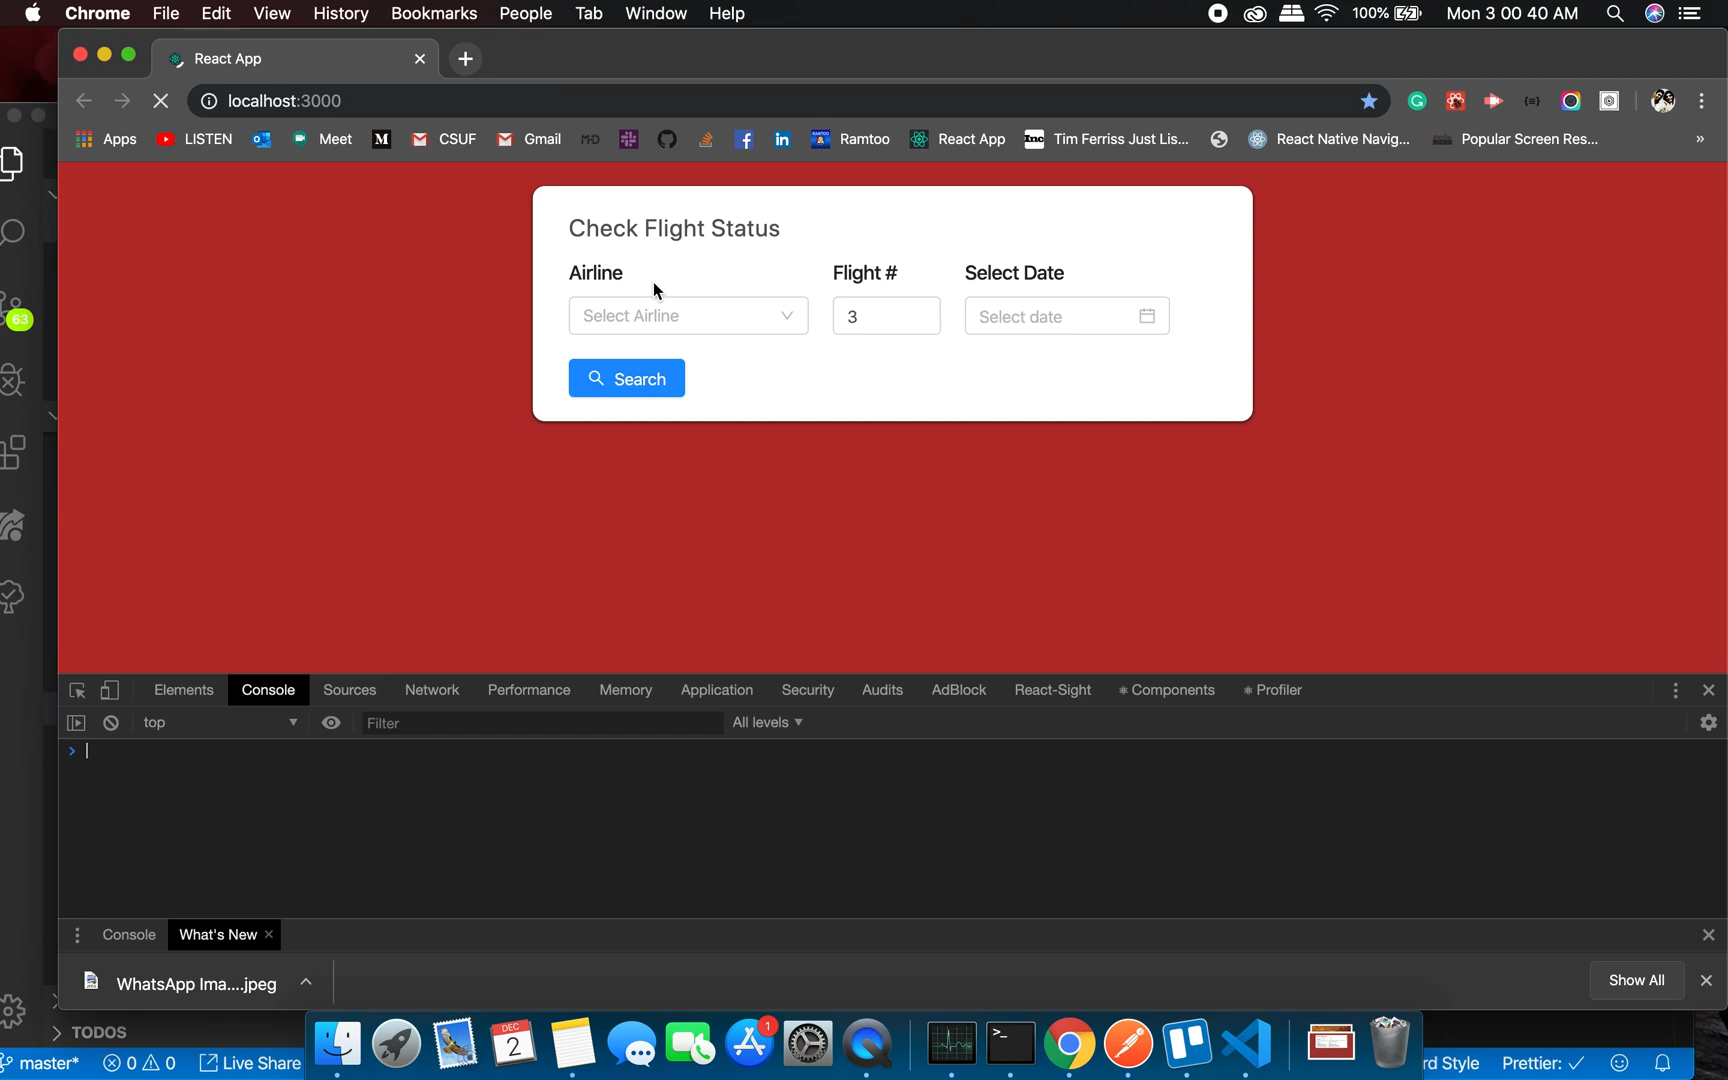 Chrome File Edit View History Bookmarks People Tab Window Help 100% Mon 3 00 40 AM
React App
localhost:3000
Apps LISTEN Meet M CSUF Gmail M-D Ramtoo React App Inc Tim Ferriss Just Lis... React Native Navig... Popular Screen Res... »
Check Flight Status
Airline Flight # Select Date
Select Airline 3 Select date
Search
63
Elements Console Sources Network Performance Memory Application Security Audits AdBlock React-Sight Components Profiler
top Filter All levels
Console What's New
WhatsApp Ima....jpeg Show All
TODOS
DEC
2
1
master* 0 0 Live Share rd Style Prettier: ✓